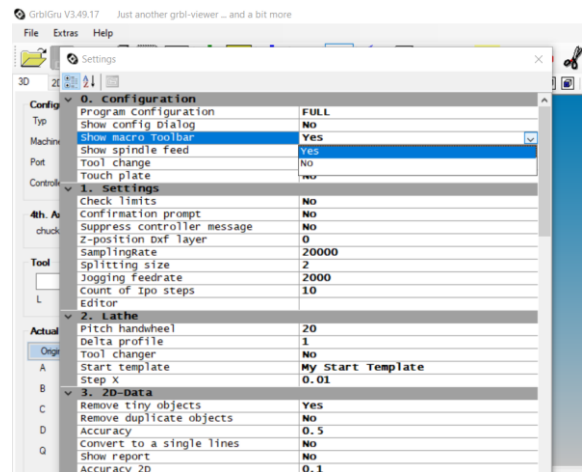 GrblGru V3.49.17 Just another grbl-viewer ... and a bit more
File Extras Help
Settings
3D
Config
Typ
Machine
Port
Controlle
4th. A
chuck
Tool
L
Actual
Origi
A
B
C
D
Q
0. Configuration
Program Configuration FULL
Show config Dialog No
Show macro Toolbar Yes
Show spindle feed Yes
Tool change No
Touch plate No
1. Settings
Check limits No
Confirmation prompt No
Suppress controller message No
Z-position Dxf layer 0
SamplingRate 20000
Splitting size 2
Jogging feedrate 2000
Count of Ipo steps 10
Editor
2. Lathe
Pitch handwheel 20
Delta profile 1
Tool changer No
Start template My Start Template
Step X 0.01
3. 2D-Data
Remove tiny objects Yes
Remove duplicate objects No
Accuracy 0.5
Convert to a single lines No
Show report No
Accuracy 2D 0.1